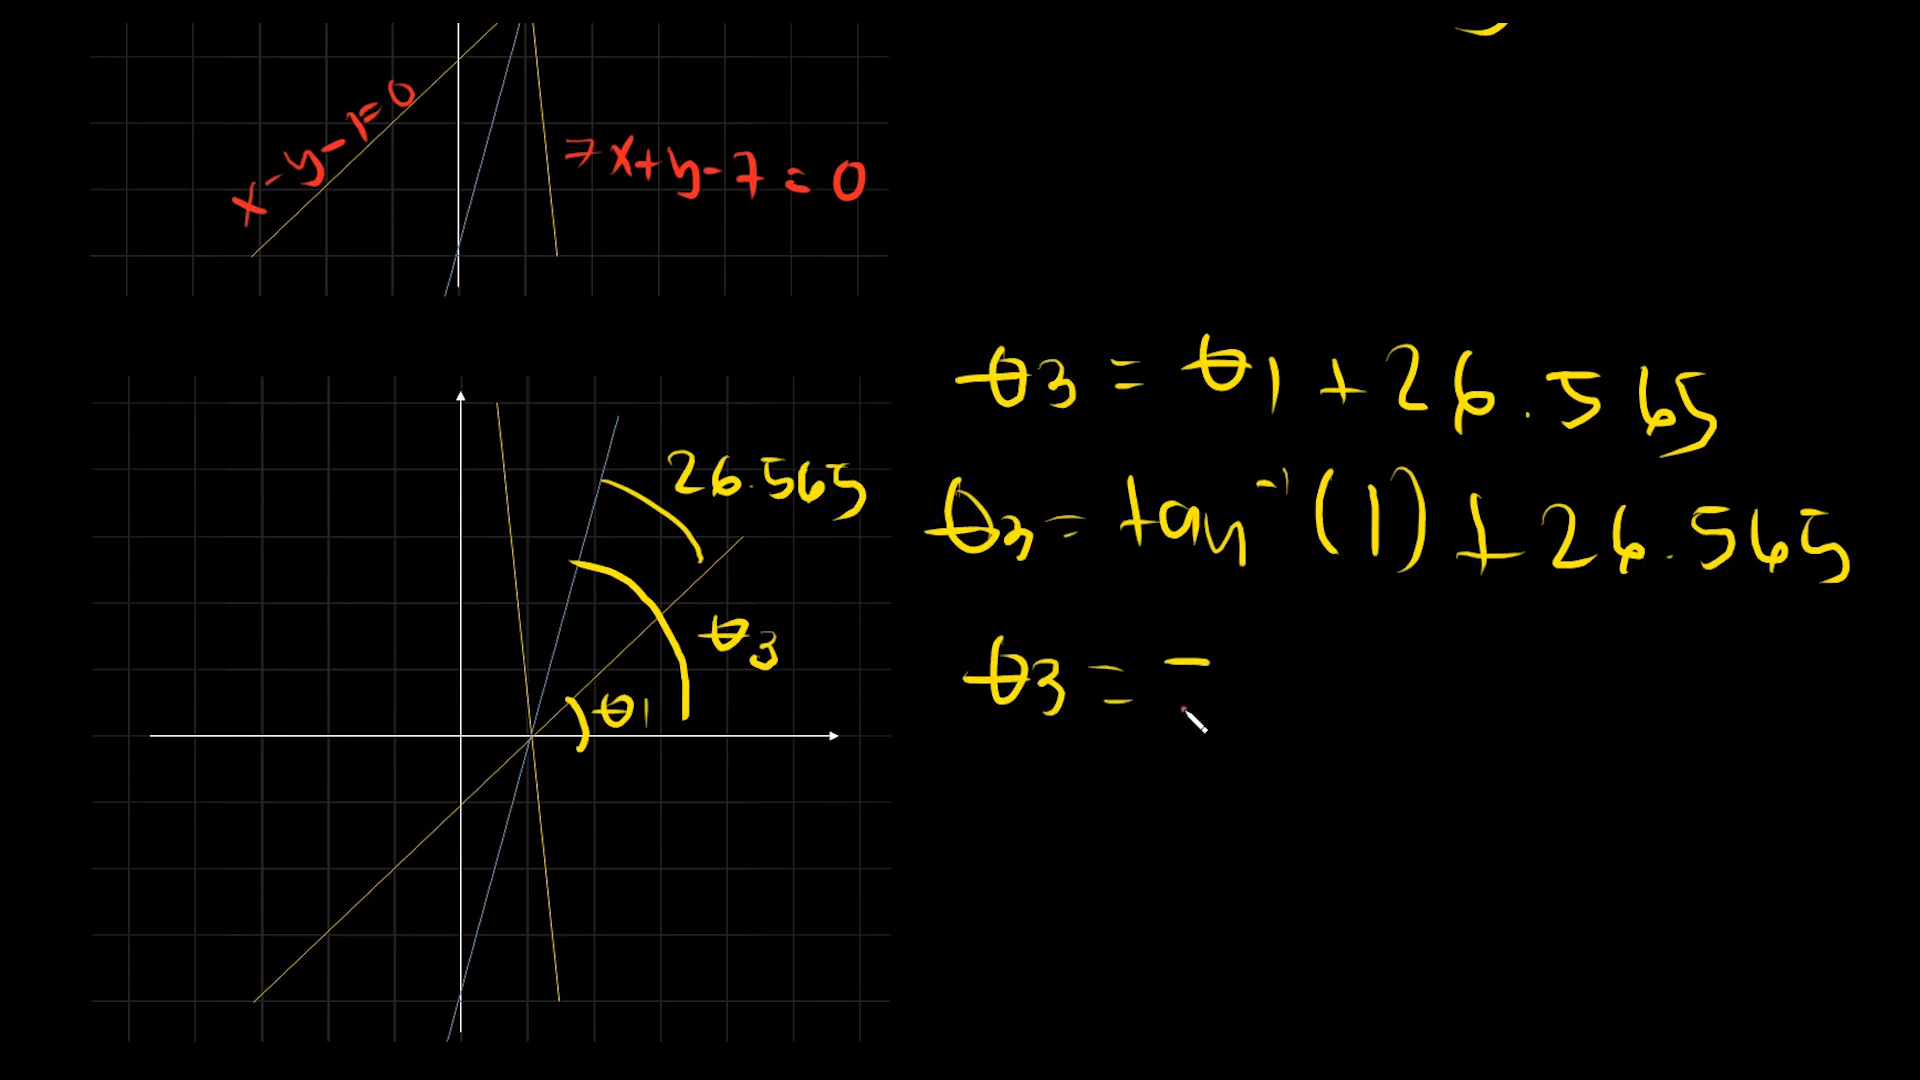 x-y-1=0
7x+y-7=0
θ3 = θ1 + 26.565
26.565
θ3 = tan⁻¹(1) + 26.565
θ3
θ1
θ3 =